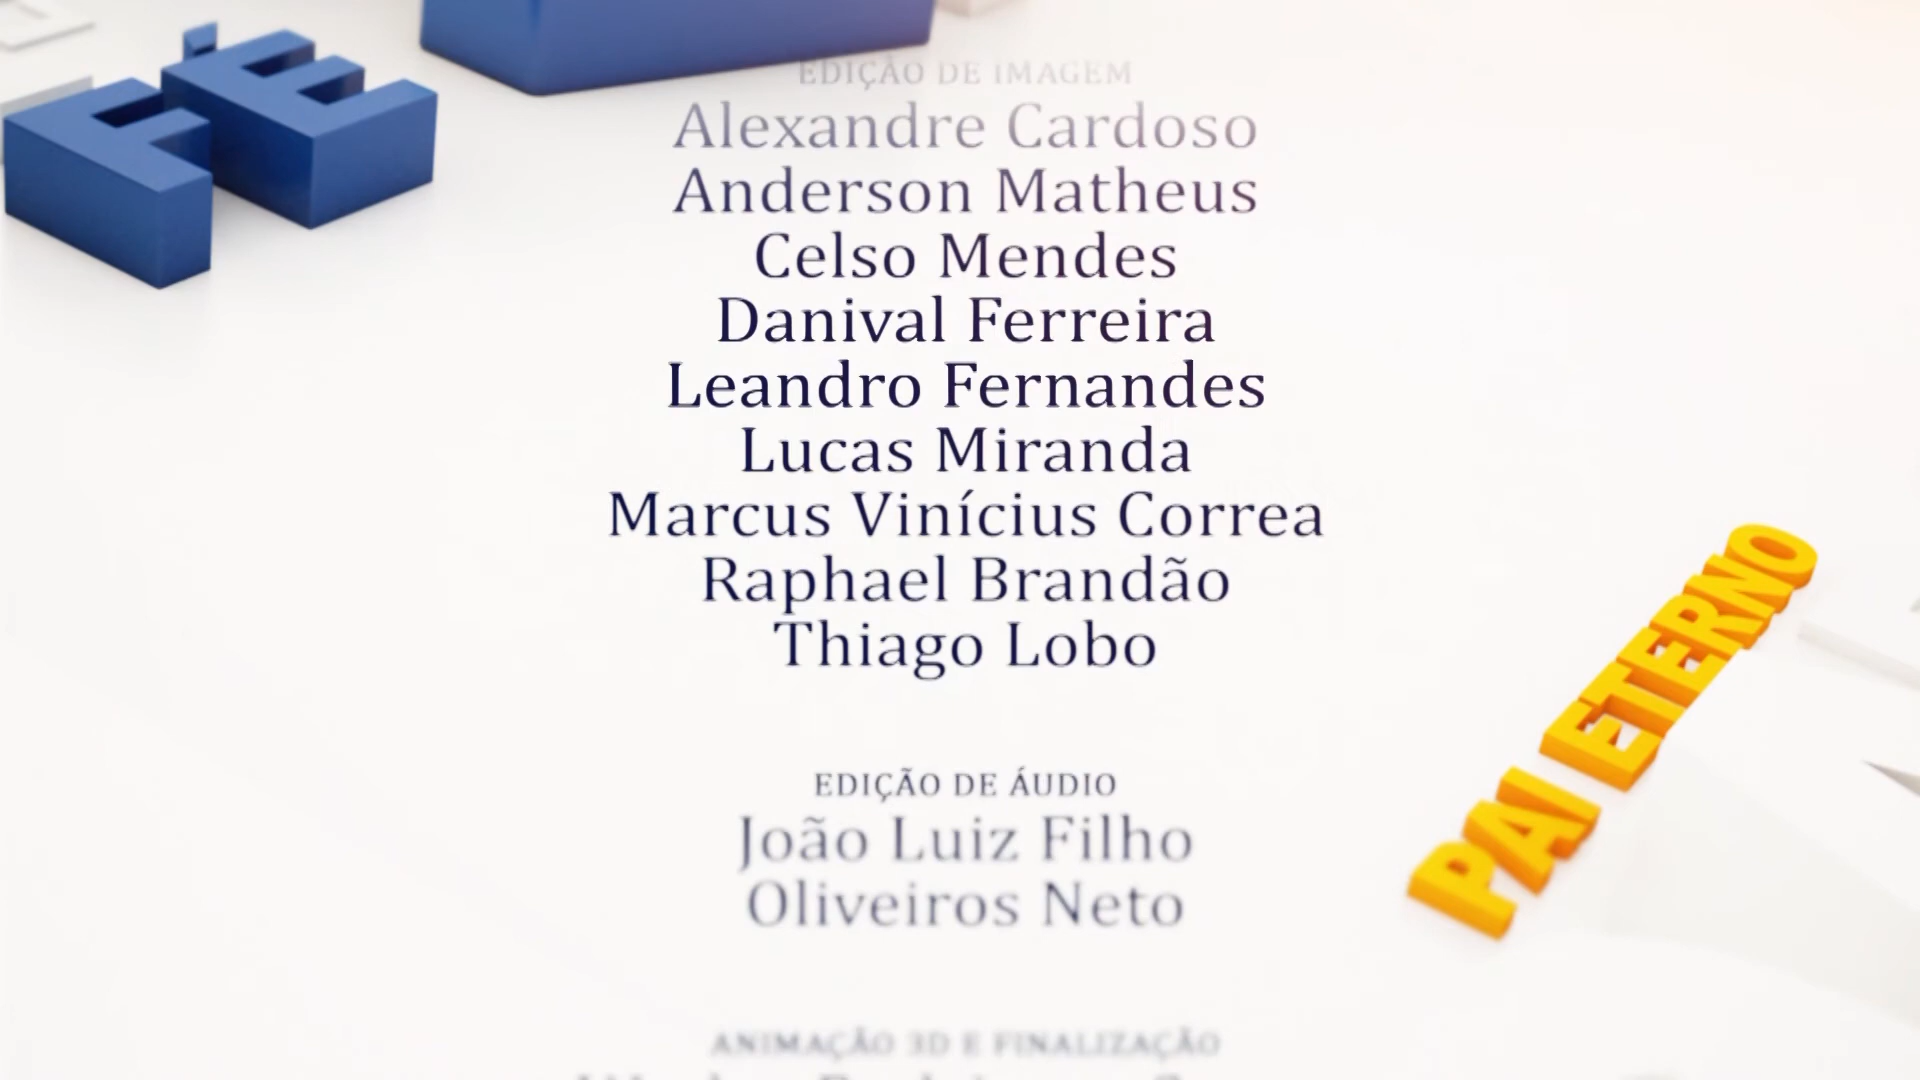 FÉ
EDIÇÃO DE IMAGEM
Alexandre Cardoso
Anderson Matheus
Celso Mendes
Danival Ferreira
Leandro Fernandes
Lucas Miranda
Marcus Vinícius Correa
Raphael Brandão
Thiago Lobo
PAI ETERNO
EDIÇÃO DE ÁUDIO
João Luiz Filho
Oliveiros Neto
ANIMAÇÃO 3D E FINALIZAÇÃO